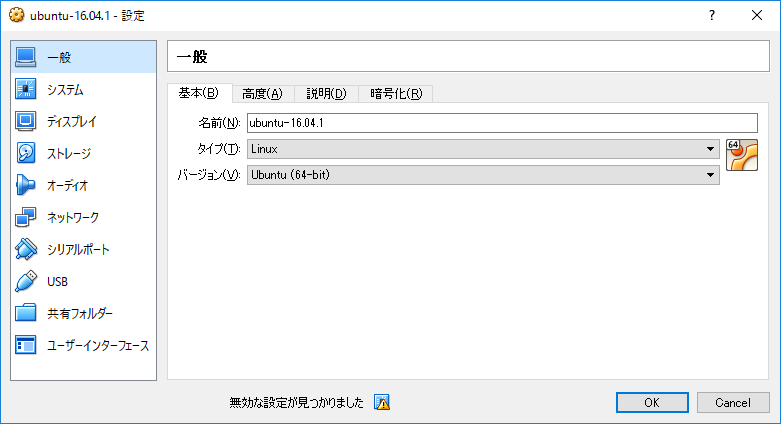 ubuntu-16.04.1 - 設定
一般
システム
ディスプレイ
ストレージ
オーディオ
ネットワーク
シリアルポート
USB
共有フォルダー
ユーザーインターフェース
一般
基本(B) 高度(A) 説明(D) 暗号化(R)
名前(N): ubuntu-16.04.1
タイプ(T): Linux
64
バージョン(V): Ubuntu (64-bit)
無効な設定が見つかりました
OK Cancel